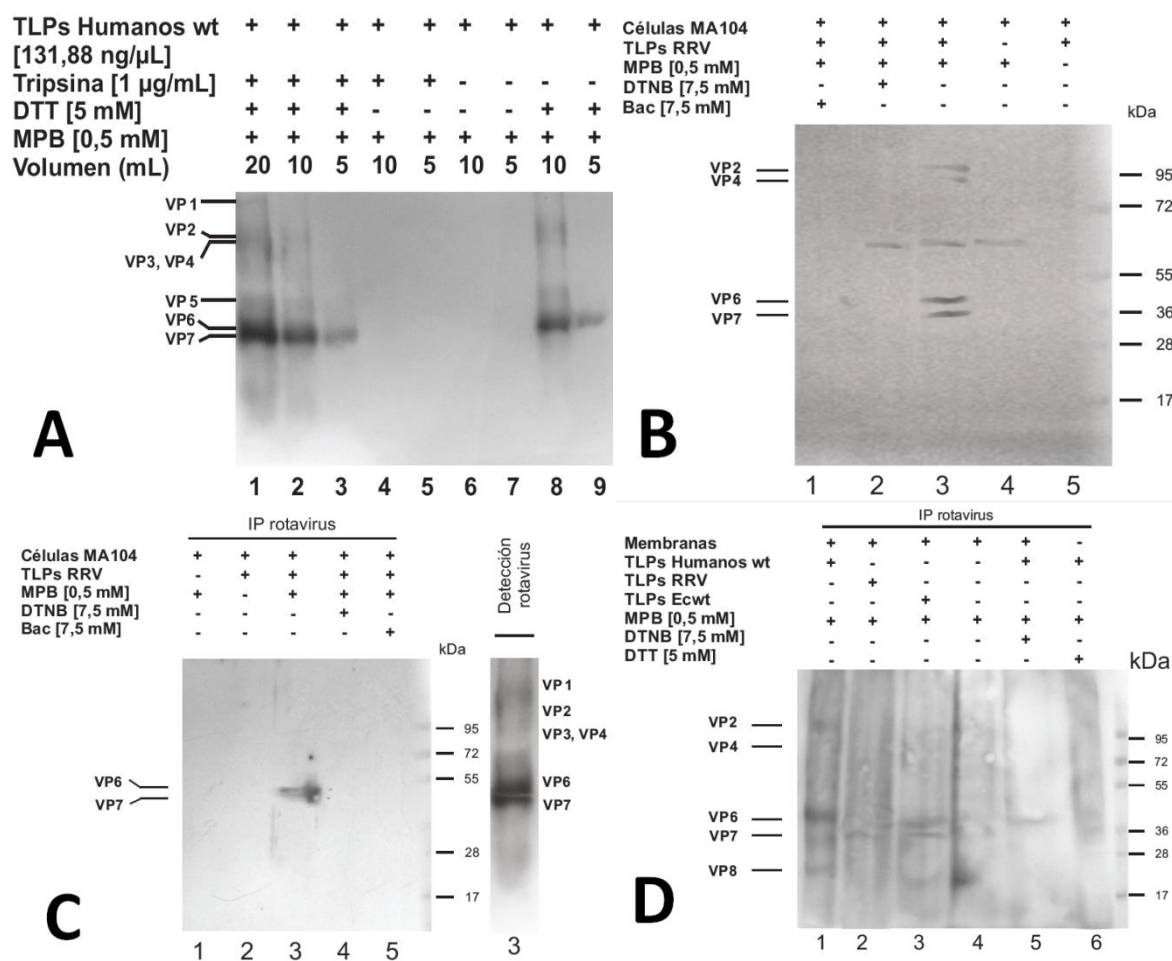 TLPs Humanos wt + + + + + + + + +
[131,88 ng/µL]
Tripsina [1 µg/mL] + + + + + - - - -
DTT [5 mM] + + + - - - - + +
MPB [0,5 mM] + + + + + + + + +
Volumen (mL) 20 10 5 10 5 10 5 10 5
VP1
VP2
VP3, VP4
VP5
VP6
VP7
A
1 2 3 4 5 6 7 8 9
Células MA104 + + + + +
TLPs RRV + + + - +
MPB [0,5 mM] + + + + -
DTNB [7,5 mM] - + - - -
Bac [7,5 mM] + - - - -
kDa
VP2
VP4
VP6
VP7
95
72
55
36
28
17
B
1 2 3 4 5
IP rotavirus
Células MA104 + + + + +
TLPs RRV - + + + +
MPB [0,5 mM] + - + + +
DTNB [7,5 mM] - - - + -
Bac [7,5 mM] - - - - +
kDa
VP6
VP7
95
72
55
28
17
C
1 2 3 4 5
Detección
rotavirus
VP1
VP2
VP3, VP4
VP6
VP7
3
IP rotavirus
Membranas + + + + + -
TLPs Humanos wt + - - - + +
TLPs RRV - + - - - -
TLPs Ecwt - - + - - -
MPB [0,5 mM] + + + + + +
DTNB [7,5 mM] - - - - + -
DTT [5 mM] - - - - - +
kDa
VP2
VP4
VP6
VP7
VP8
95
72
55
36
28
17
D
1 2 3 4 5 6